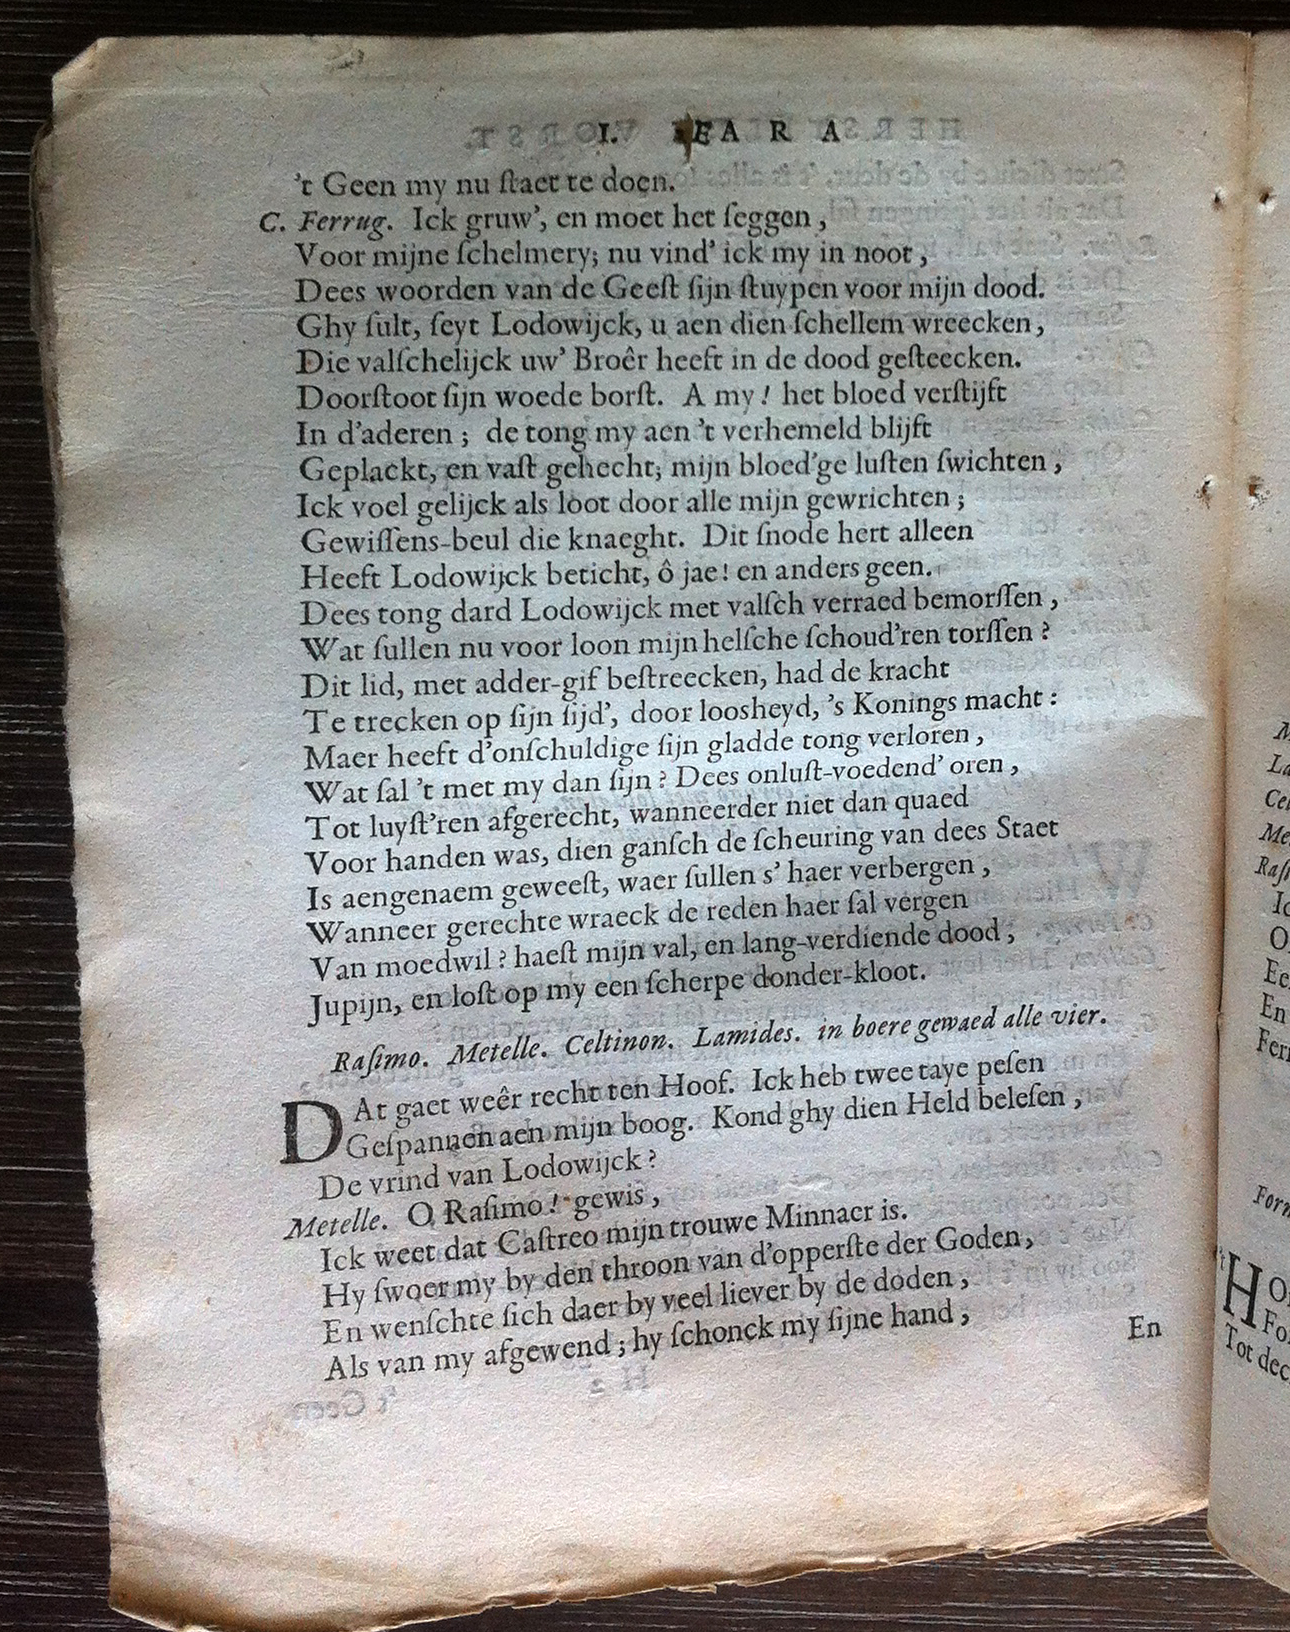 I. BEARA
't Geen my nu ſtaet te doen.
C. Ferrug. Ick gruw', en moet het ſeggen,
Voor mijne ſchelmery; nu vind' ick my in noot,
Dees woorden van de Geeſt ſijn ſtuypen voor mijn dood.
Ghy ſult, ſeyt Lodowijck, u aen dien ſchellem wreecken,
Die valſchelijck uw' Broêr heeft in de dood geſteecken.
Doorſtoot ſijn woede borſt. A my! het bloed verſtijft
In d'aderen; de tong my aen 't verhemeld blijft
Geplackt, en vaſt gehecht; mijn bloed'ge luſten ſwichten,
Ick voel gelijck als loot door alle mijn gewrichten;
Gewiſſens-beul die knaeght. Dit ſnode hert alleen
Heeft Lodowijck beticht, ô jae! en anders geen.
Dees tong dard Lodowijck met valſch verraed bemorſſen,
Wat ſullen nu voor loon mijn helſche ſchoud'ren torſſen?
Dit lid, met adder-gif beſtreecken, had de kracht
Te trecken op ſijn ſijd', door loosheyd, 's Konings macht:
Maer heeft d'onſchuldige ſijn gladde tong verloren,
Wat ſal 't met my dan ſijn? Dees onluſt-voedend' oren,
Tot luyſt'ren afgerecht, wanneerder niet dan quaed
Voor handen was, dien ganſch de ſcheuring van dees Staet
Is aengenaem geweeſt, waer ſullen s' haer verbergen,
Wanneer gerechte wraeck de reden haer ſal vergen
Van moedwil? haeſt mijn val, en lang-verdiende dood,
Jupijn, en loſt op my een ſcherpe donder-kloot.
Raſimo. Metelle. Celtinon. Lamides. in boere gewaed alle vier.
DAt gaet weêr recht ten Hoof. Ick heb twee taye peſen
Geſpannen aen mijn boog. Kond ghy dien Held beleſen,
De vrind van Lodowijck?
Metelle. O Raſimo! gewis,
Ick weet dat Caſtreo mijn trouwe Minnaer is.
Hy ſwoer my by den throon van d'opperſte der Goden,
En wenſchte ſich daer by veel liever by de doden,
Als van my afgewend; hy ſchonck my ſijne hand,
En